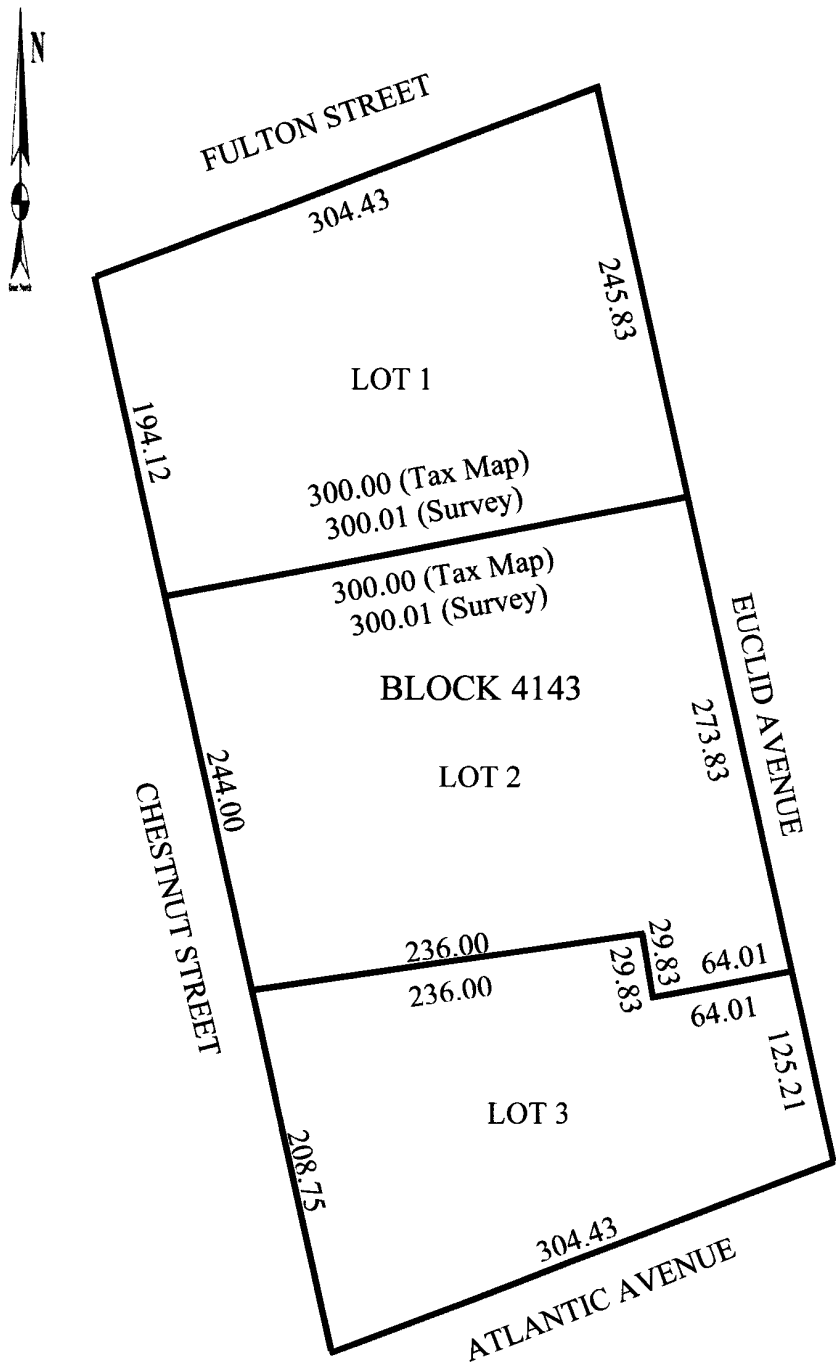 N
True North
FULTON STREET
304.43
245.83
LOT 1
194.12
300.00 (Tax Map)
300.01 (Survey)
300.00 (Tax Map)
300.01 (Survey)
EUCLID AVENUE
BLOCK 4143
273.83
LOT 2
244.00
CHESTNUT STREET
236.00
29.83
64.01
236.00
29.83
64.01
125.21
LOT 3
208.75
304.43
ATLANTIC AVENUE